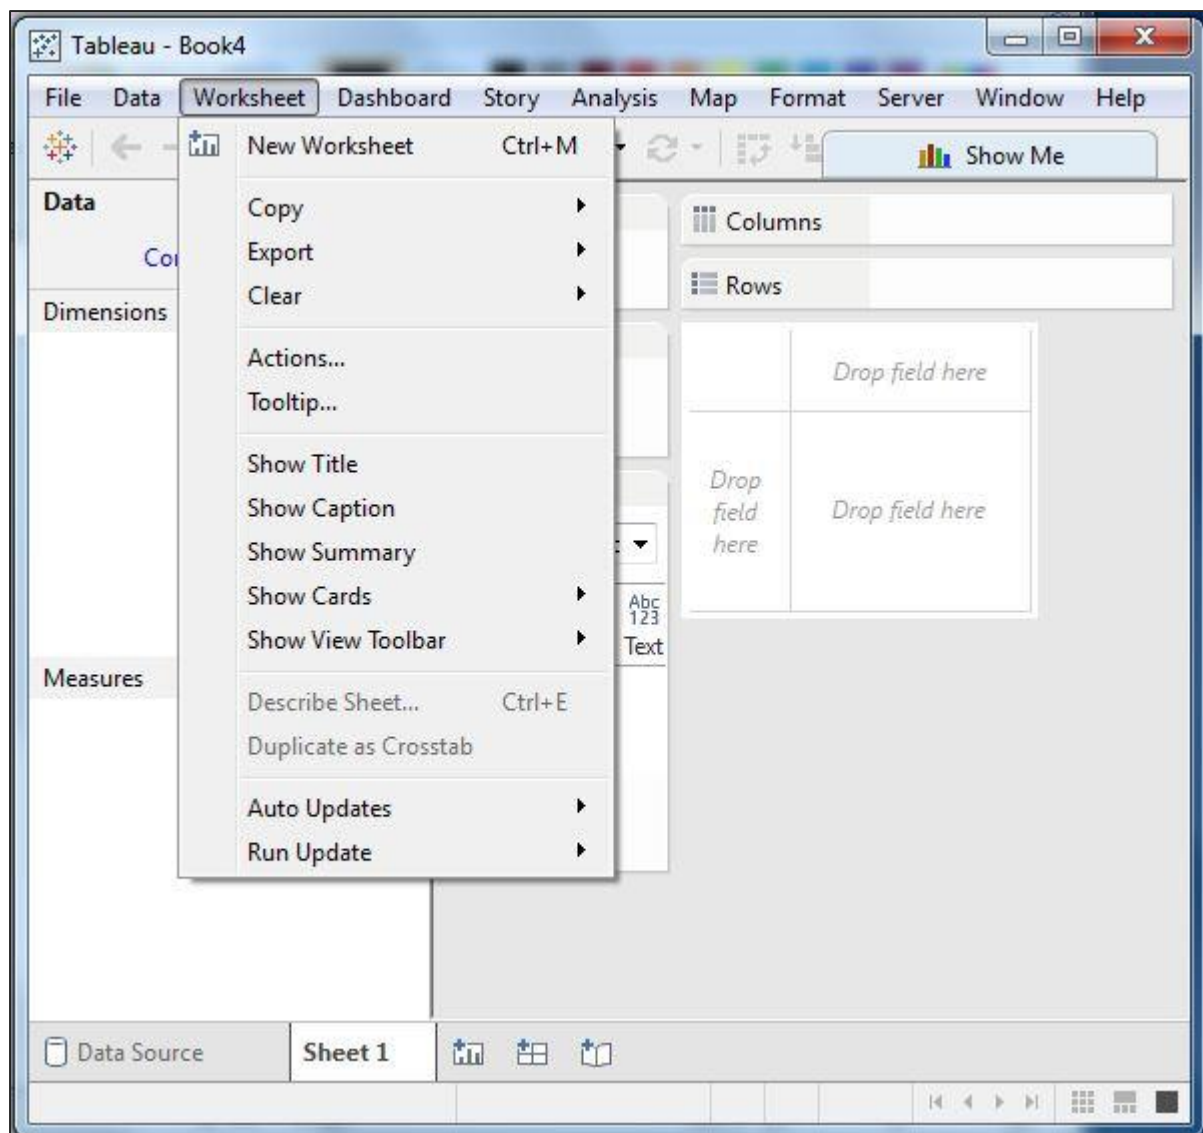 Tableau - Book4
File Data Worksheet Dashboard Story Analysis Map Format Server Window Help
New Worksheet Ctrl+M
Show Me
Data
Copy
Columns
Export
Clear
Rows
Dimensions
Actions...
Drop field here
Tooltip...
Show Title
Drop
field
here
Drop field here
Show Caption
Show Summary
Show Cards
Abc
123
Show View Toolbar
Text
Measures
Describe Sheet... Ctrl+E
Duplicate as Crosstab
Auto Updates
Run Update
Data Source Sheet 1